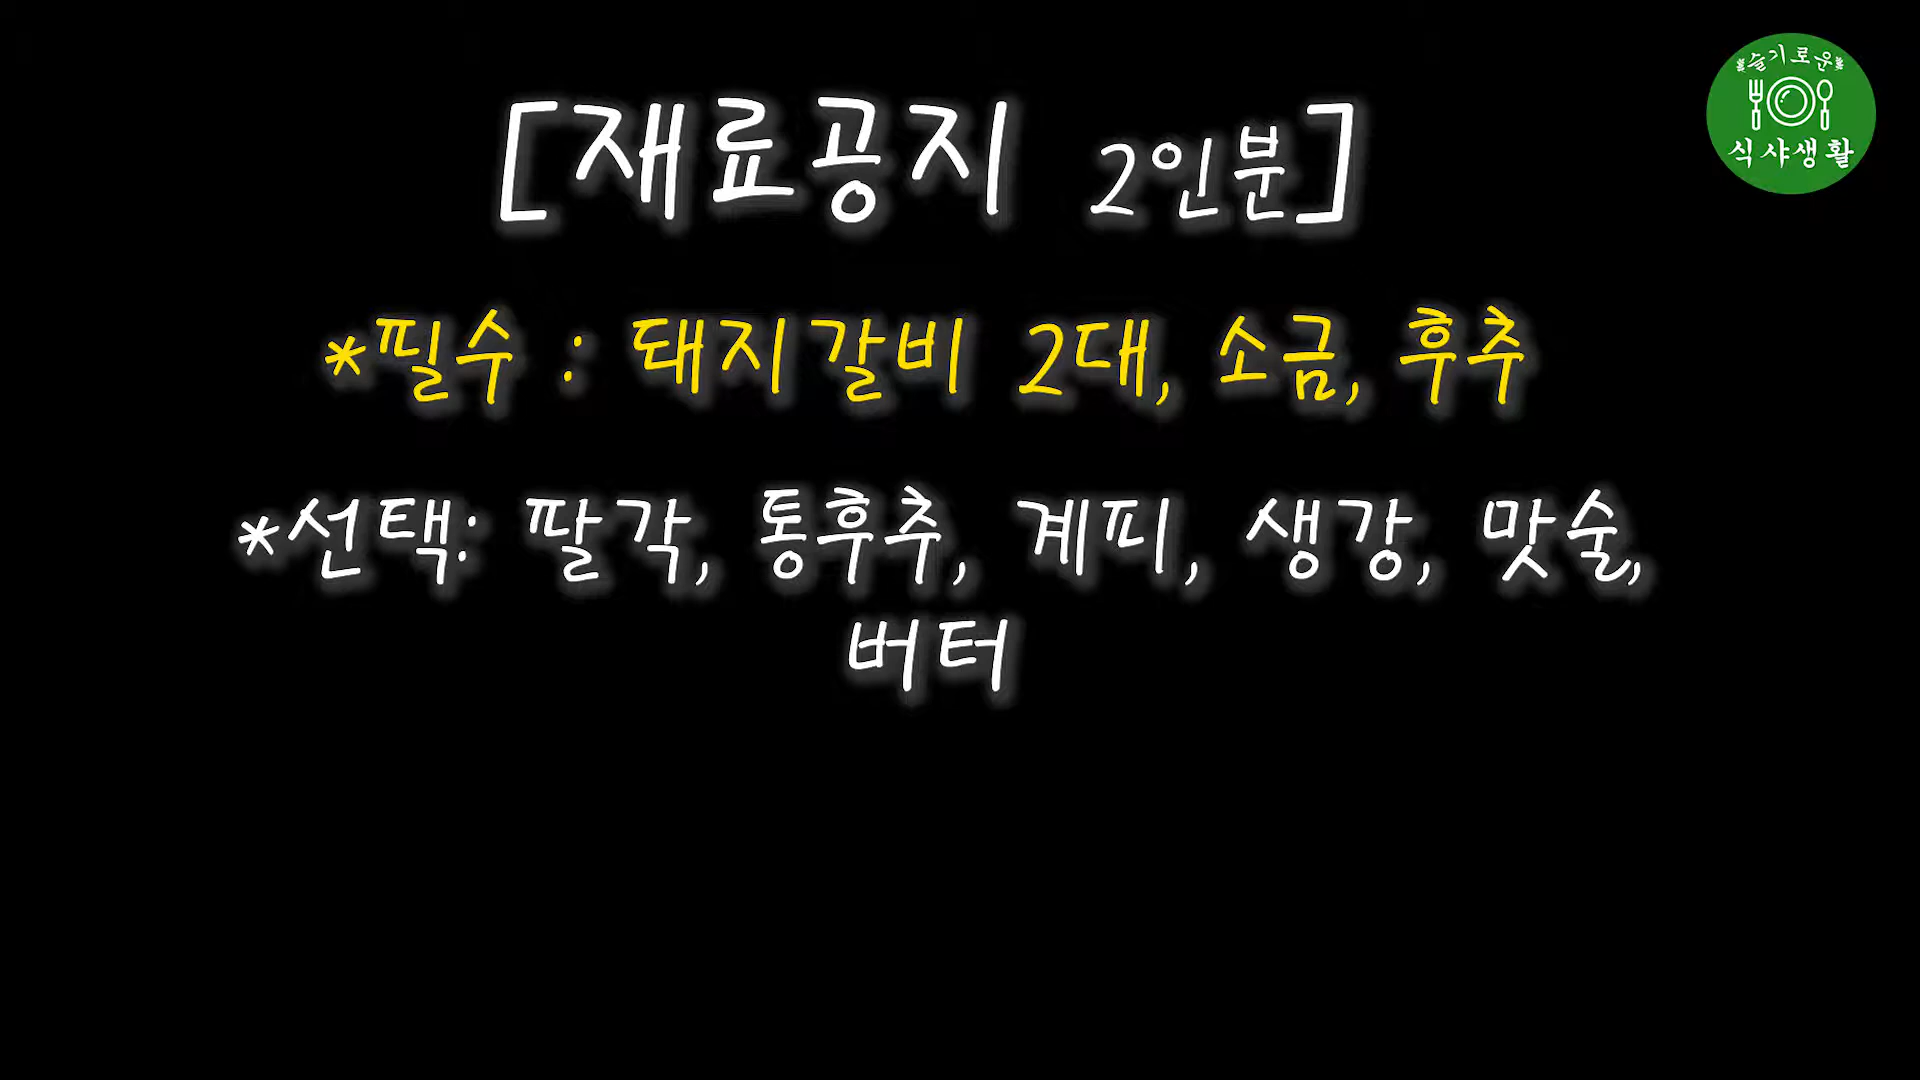 슬기로운
식샤생활
[재료공지 2인분]
*필수 : 돼지갈비 2대, 소금, 후추
*선택: 팔각, 통후추, 계피, 생강, 맛술,
버터